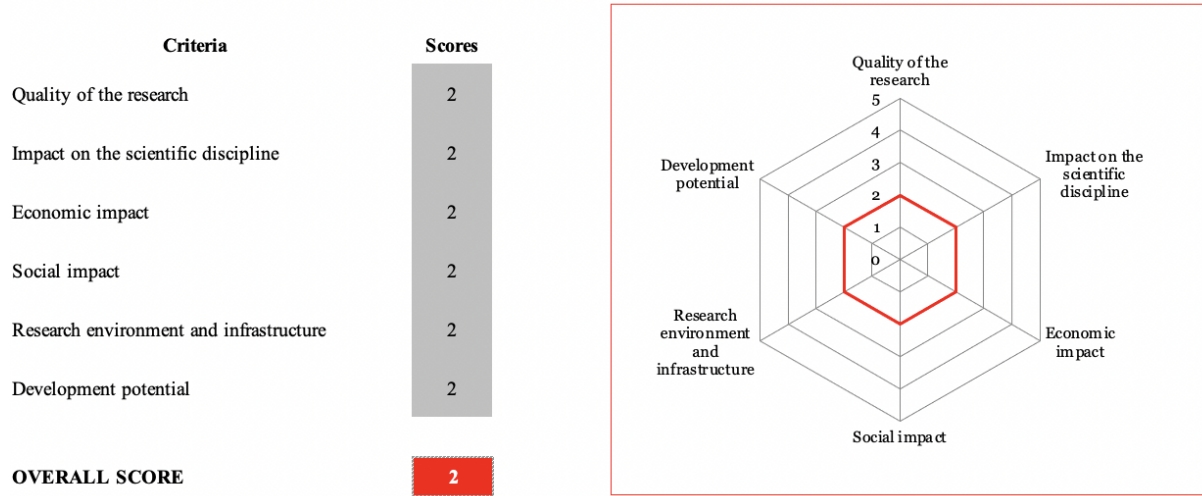 Criteria Scores
Quality of the research 2
Impact on the scientific discipline 2
Economic impact 2
Social impact 2
Research environment and infrastructure 2
Development potential 2
OVERALL SCORE 2
Quality of the
research
5
4
3
2
1
0
Impact on the
scientific
discipline
Economic
impact
Social impact
Research
environment
and
infrastructure
Development
potential